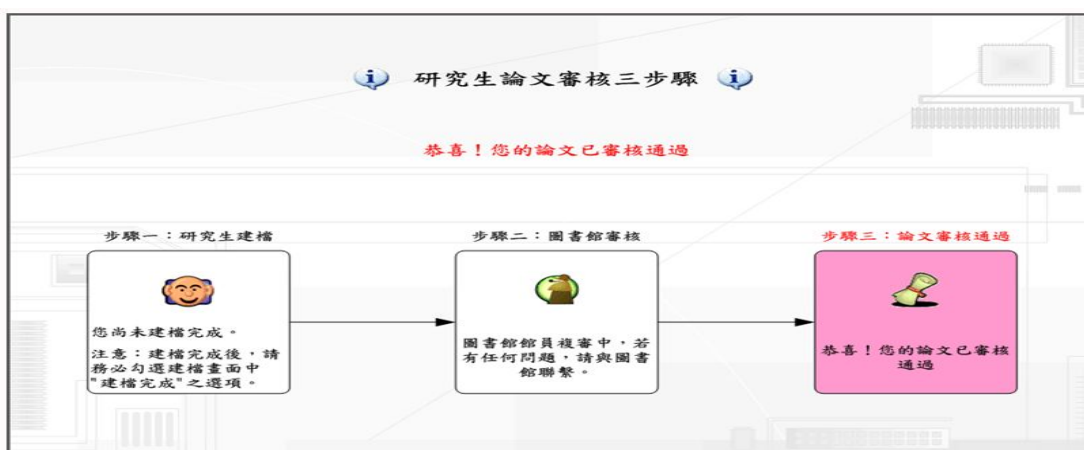 研究生論文審核三步驟
恭喜！您的論文已審核通過
步驟一：研究生建檔
您尚未建檔完成。
注意：建檔完成後，請
務必勾選建檔畫面中
"建檔完成"之選項。
步驟二：圖書館審核
圖書館館員複審中，若
有任何問題，請與圖書
館聯繫。
步驟三：論文審核通過
恭喜！您的論文已審核
通過